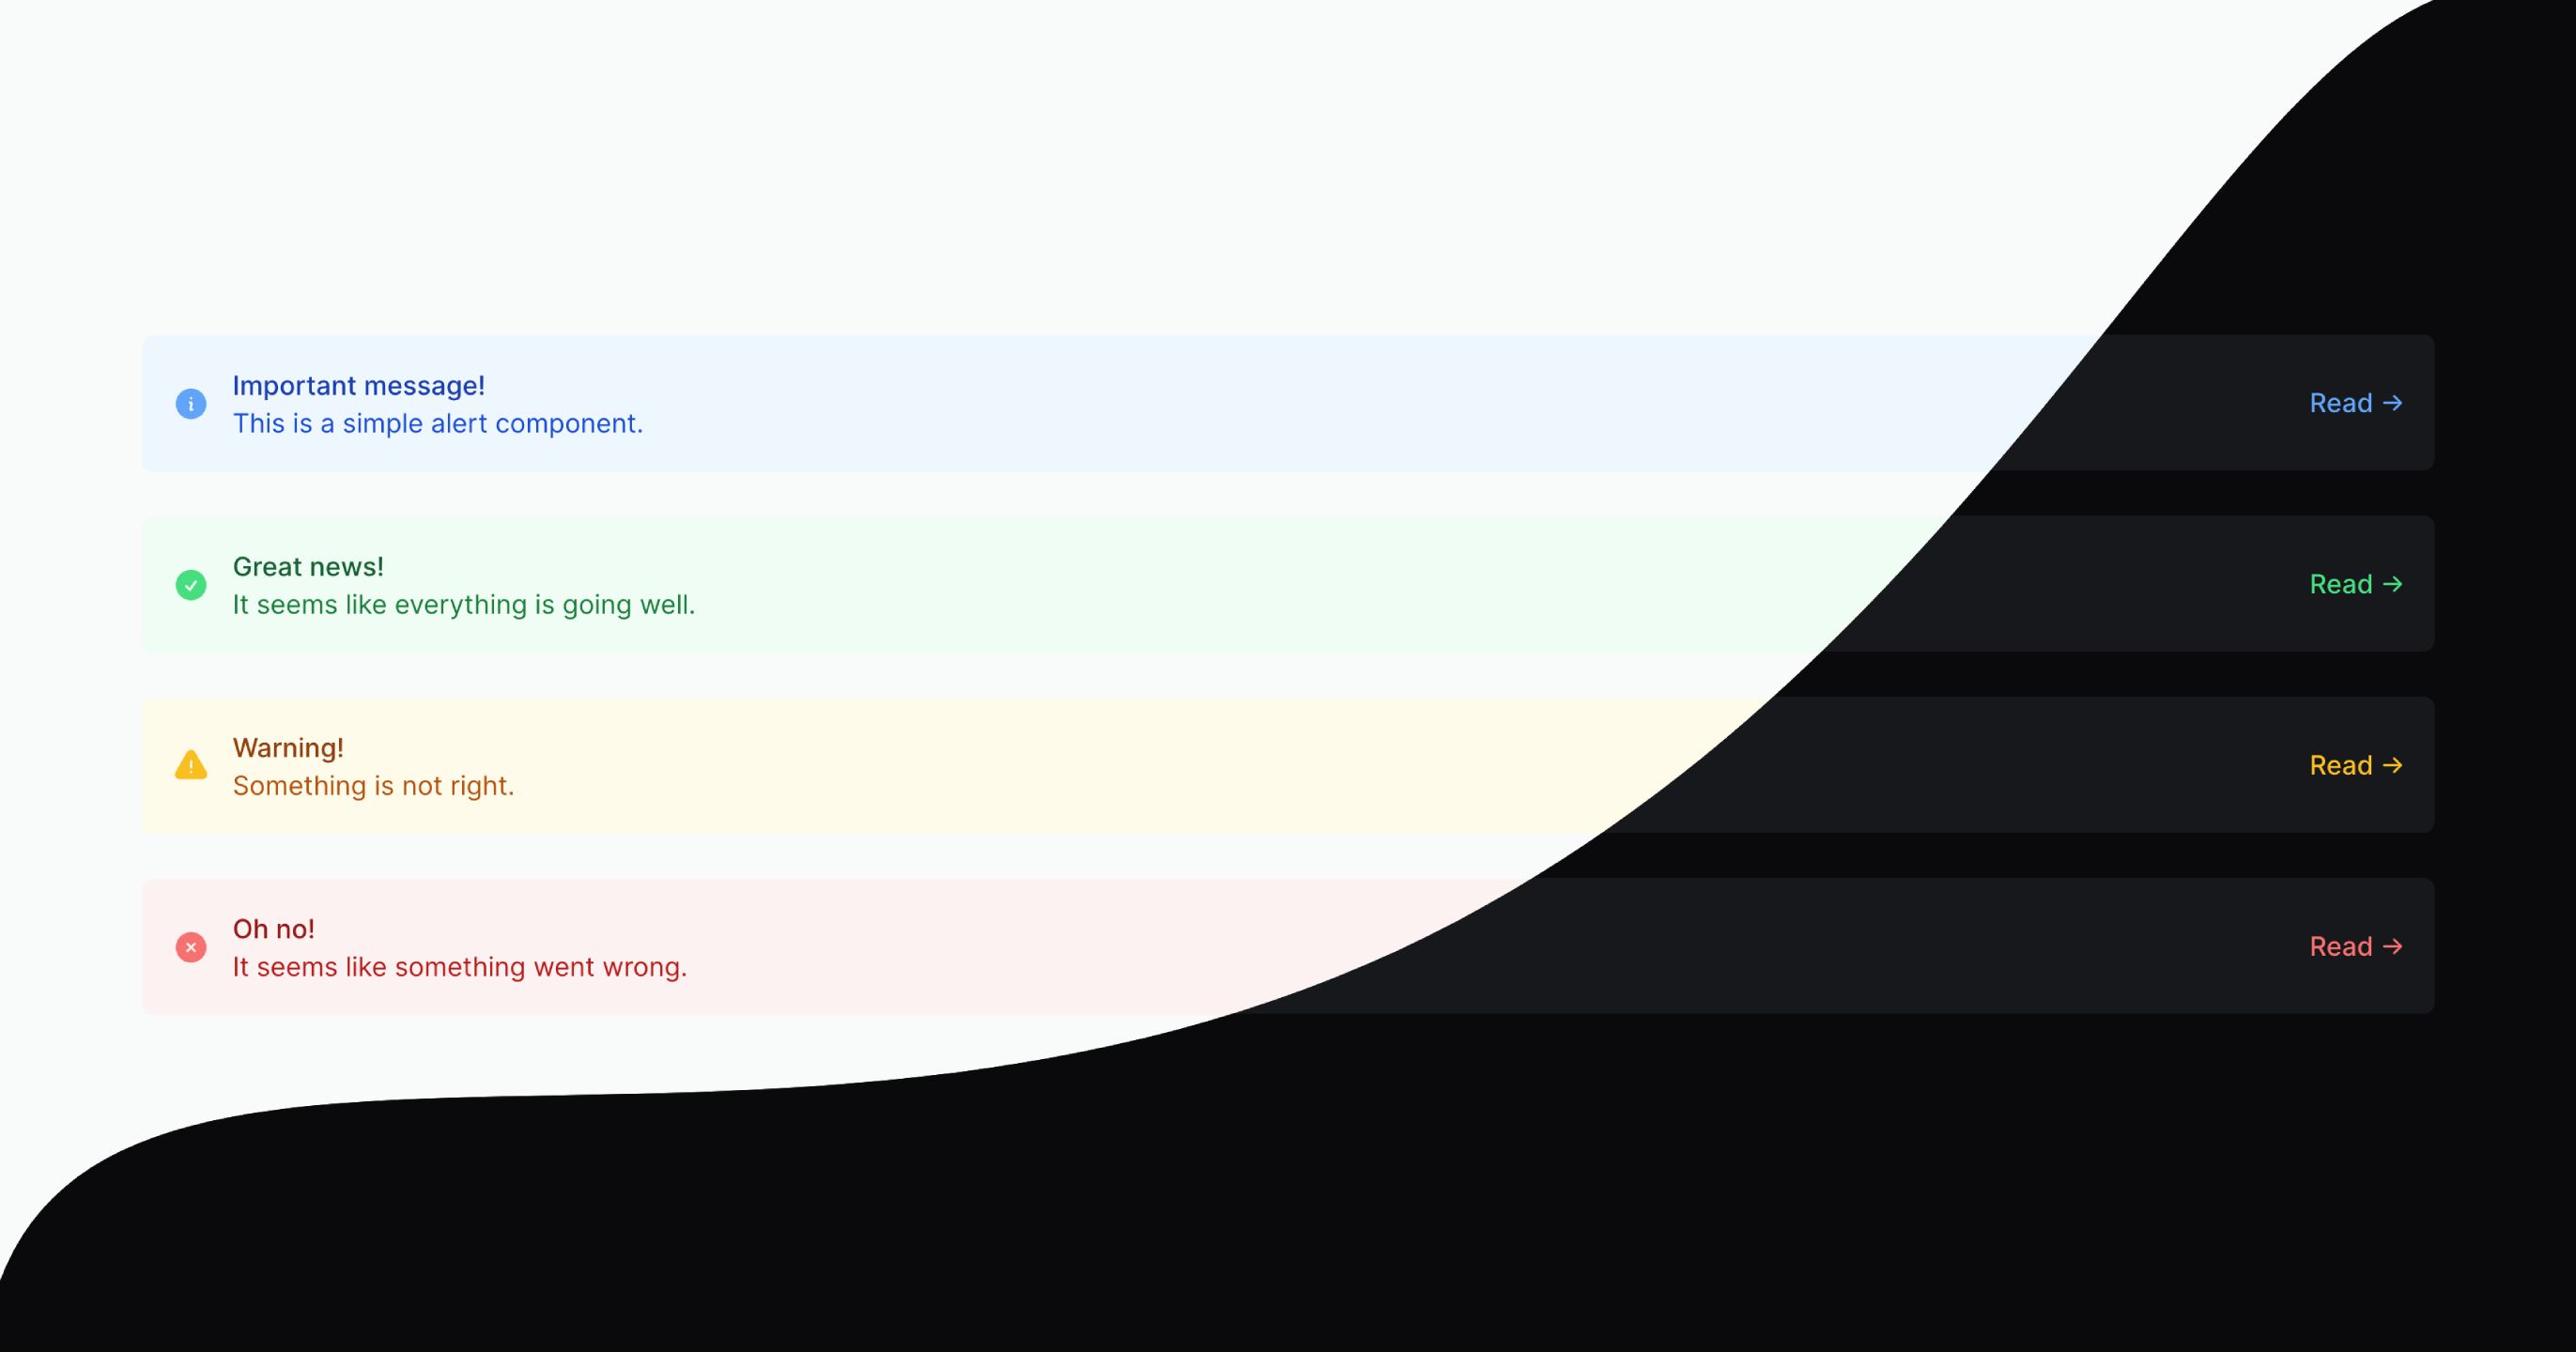 Important message!
This is a simple alert component.
Read →
Great news!
It seems like everything is going well.
Read →
Warning!
Something is not right.
Read →
Oh no!
It seems like something went wrong.
Read →